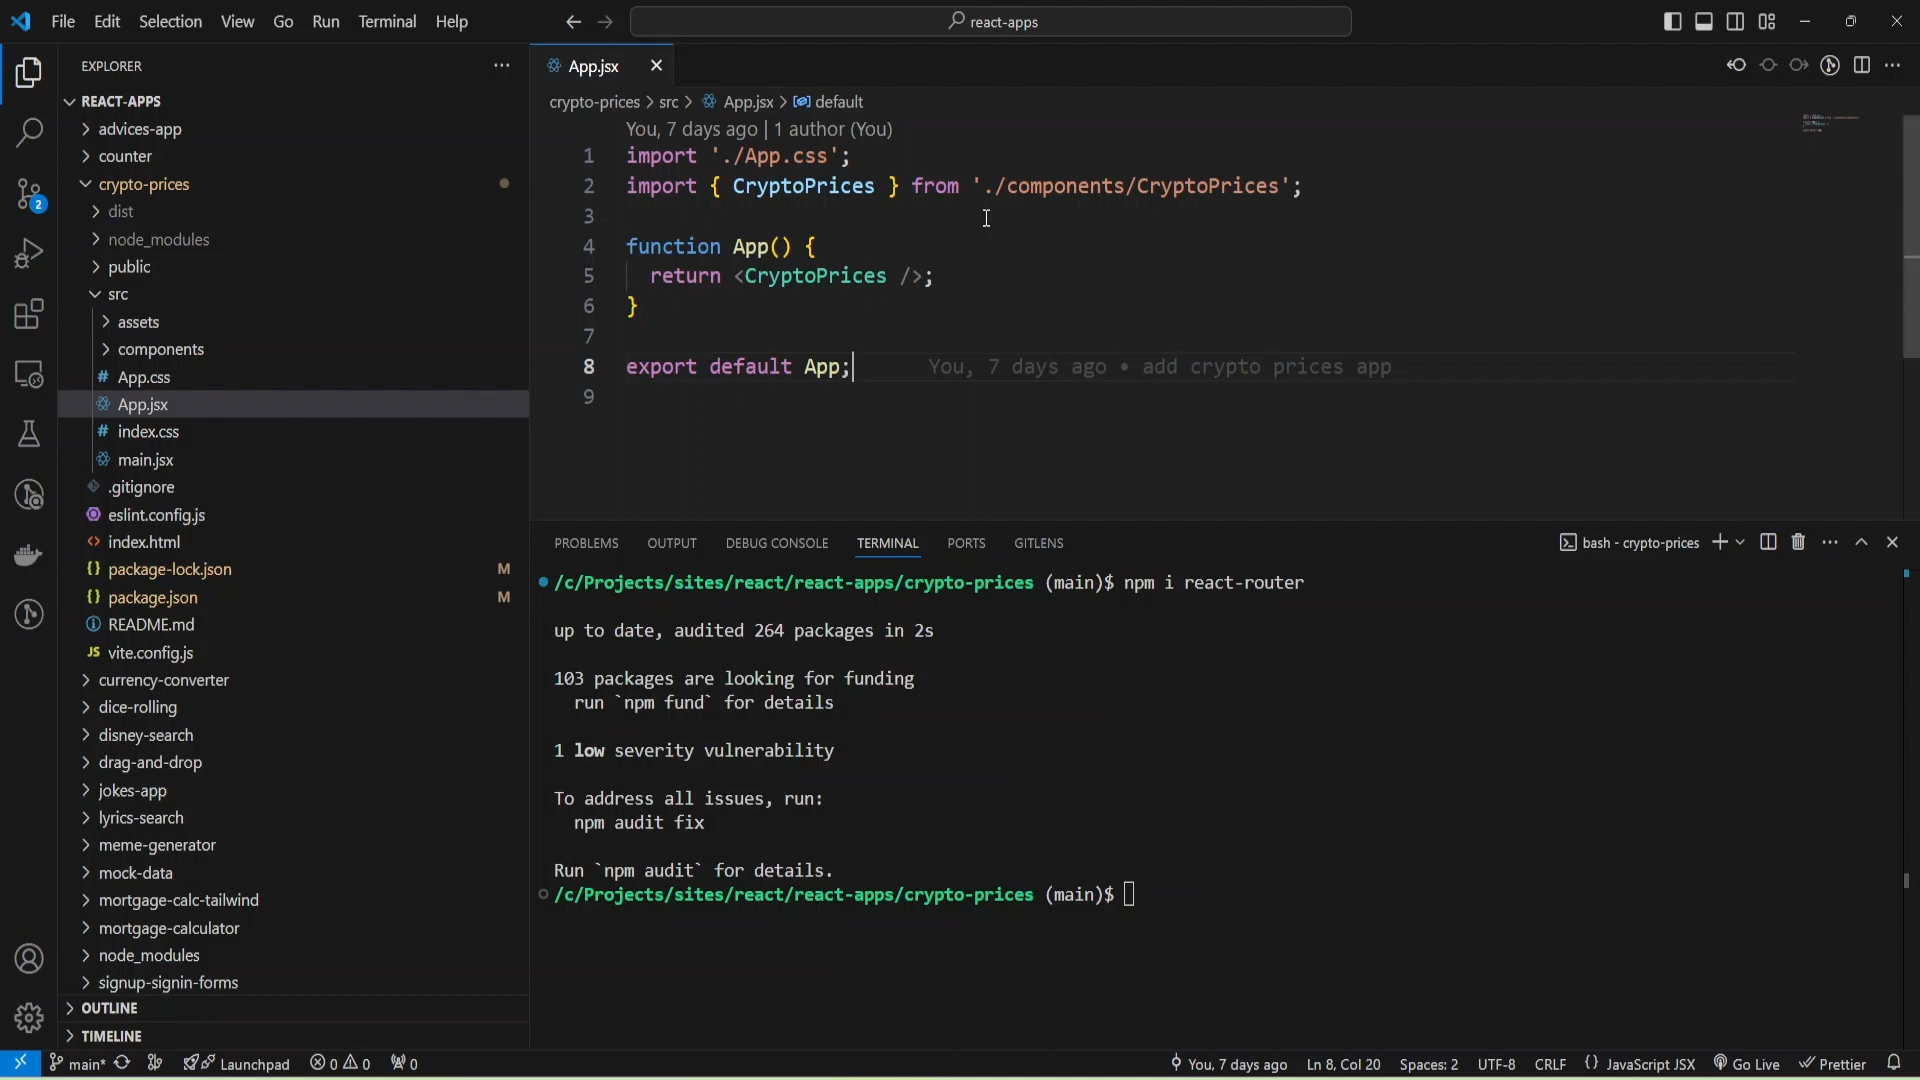 File Edit Selection View Go Run Terminal Help
react-apps
EXPLORER
REACT-APPS
advices-app
counter
crypto-prices
dist
node_modules
public
src
assets
components
# App.css
App.jsx
# index.css
main.jsx
.gitignore
eslint.config.js
<> index.html
{} package-lock.json M
{} package.json M
README.md
JS vite.config.js
currency-converter
dice-rolling
disney-search
drag-and-drop
jokes-app
lyrics-search
meme-generator
mock-data
mortgage-calc-tailwind
mortgage-calculator
node_modules
signup-signin-forms
OUTLINE
TIMELINE
2
App.jsx
crypto-prices > src > App.jsx > default
You, 7 days ago | 1 author (You)
1 import './App.css';
2 import { CryptoPrices } from './components/CryptoPrices';
3
4 function App() {
5 return <CryptoPrices />;
6 }
7
8 export default App; You, 7 days ago • add crypto prices app
9
PROBLEMS OUTPUT DEBUG CONSOLE TERMINAL PORTS GITLENS
bash - crypto-prices
/c/Projects/sites/react/react-apps/crypto-prices (main)$ npm i react-router
up to date, audited 264 packages in 2s
103 packages are looking for funding
run `npm fund` for details
1 low severity vulnerability
To address all issues, run:
npm audit fix
Run `npm audit` for details.
/c/Projects/sites/react/react-apps/crypto-prices (main)$
main* Launchpad 0 0 0
You, 7 days ago Ln 8, Col 20 Spaces: 2 UTF-8 CRLF {} JavaScript JSX Go Live Prettier